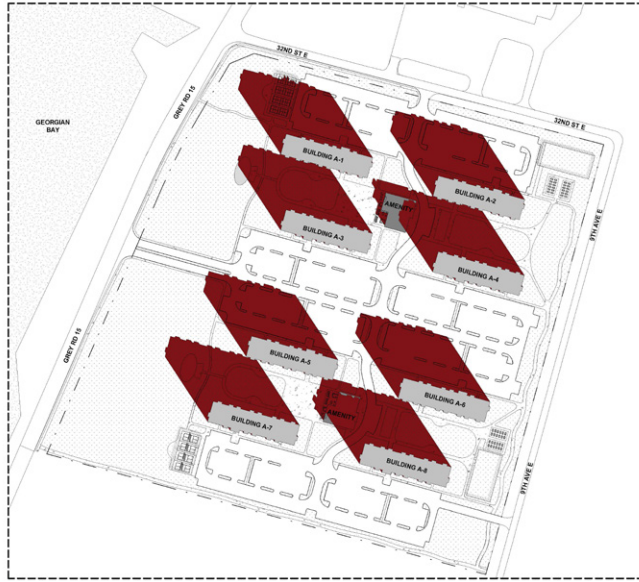 32ND ST E
GREY RD 15
GEORGIAN
BAY
32ND ST E
BUILDING A-1
BUILDING A-2
AMENITY
BUILDING A-3
BUILDING A-4
9TH AVE E
GREY RD 15
BUILDING A-5
BUILDING A-6
AMENITY
BUILDING A-7
BUILDING A-8
9TH AVE E